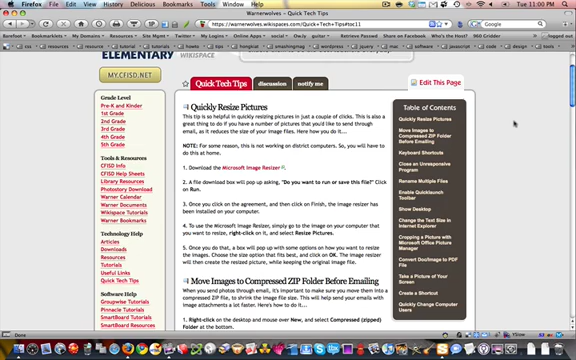 Firefox File Edit View History Delicious Bookmarks Tools Window Help
Tue 11:00 PM
Warnerwolves - Quick Tech Tips
https://warnerwolves.wikispaces.com/Quick+Tech+Tips#toc11
Google
ELEMENTARY WIKISPACE
MY.CFISD.NET
Quick Tech Tips
discussion
notify me
Edit This Page
Grade Level
Pre-K and Kinder
1st Grade
2nd Grade
3rd Grade
4th Grade
5th Grade
Tools & Resources
CFISD Info
CFISD Help Sheets
Library Resources
Photostory Download
Warner Calendar
Warner Documents
Wikispace Tutorials
Warner Bookmarks
Technology Help
Articles
Downloads
Resources
Tutorials
Useful Links
Quick Tech Tips
Software Help
Groupwise Tutorials
Pinnacle Tutorials
SmartBoard Tutorials
SmartBoard Resources
Quickly Resize Pictures
This tip is so helpful in quickly resizing pictures in just a couple of clicks. This is also a
great thing to do if you have a number of pictures that you'd like to send through
email, as it reduces the size of your image files. Here how you do it...
NOTE: For some reason, this is not working on district computers. So, you will have to
do this at home.
1. Download the Microsoft Image Resizer
2. A file download box will pop up asking, "Do you want to run or save this file?" Click
on Run.
3. Once you click on the agreement, and then click on Finish, the image resizer has
been installed on your computer.
4. To use the Microsoft Image Resizer, simply go to the image on your computer that
you want to resize, right-click on it, and select Resize Pictures.
5. Once you do that, a box will pop up with some options on how you want to resize
the images. Choose the size option that fits best, and click on OK. The image resizer
will then create the resized picture, while keeping the original image file.
Move Images to Compressed ZIP Folder Before Emailing
When you send photos through email, it's important to make sure you move them into
a compressed ZIP file, to shrink the image file size. This will help send your emails with
image attachments a lot faster. Here's how to do it...
1. Right-click on the desktop and mouse over New, and select Compressed (zipped)
Folder at the bottom.
Table of Contents
Quickly Resize Pictures
Move Images to
Compressed ZIP Folder
Before Emailing
Keyboard Shortcuts
Close an Unresponsive
Program
Rename Multiple Files
Enable Quicklaunch
Toolbar
Show Desktop
Change the Text Size in
Internet Explorer
Cropping a Picture with
Microsoft Office Picture
Manager
Convert Doc/Image to PDF
File
Take a Picture of Your
Screen
Create a Shortcut
Quickly Change Computer
Users
Done